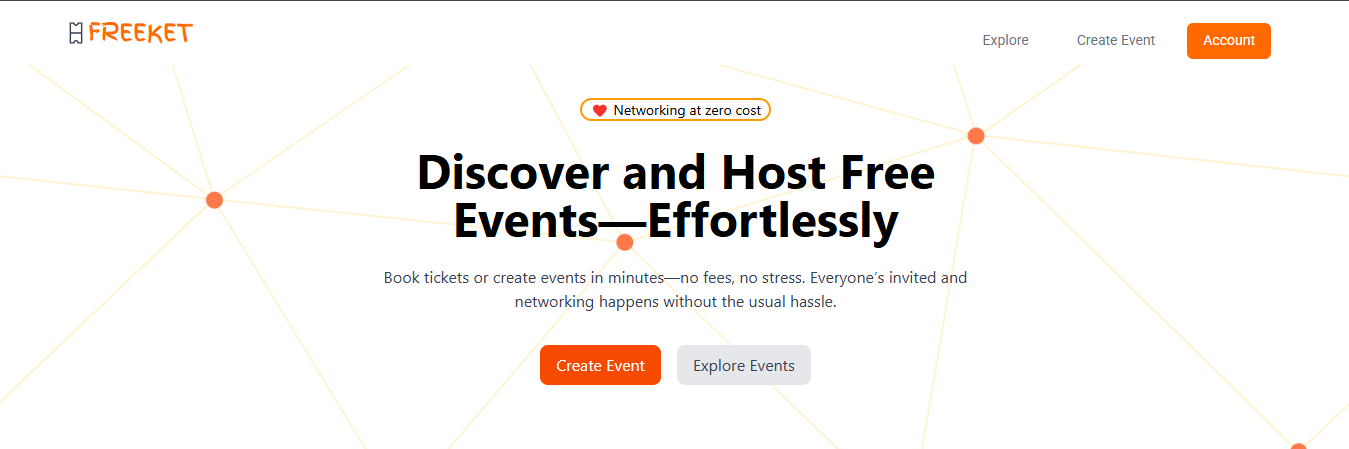 FREEKET
Explore
Create Event
Account
Networking at zero cost
Discover and Host Free
Events—Effortlessly
Book tickets or create events in minutes—no fees, no stress. Everyone’s invited and
networking happens without the usual hassle.
Create Event
Explore Events